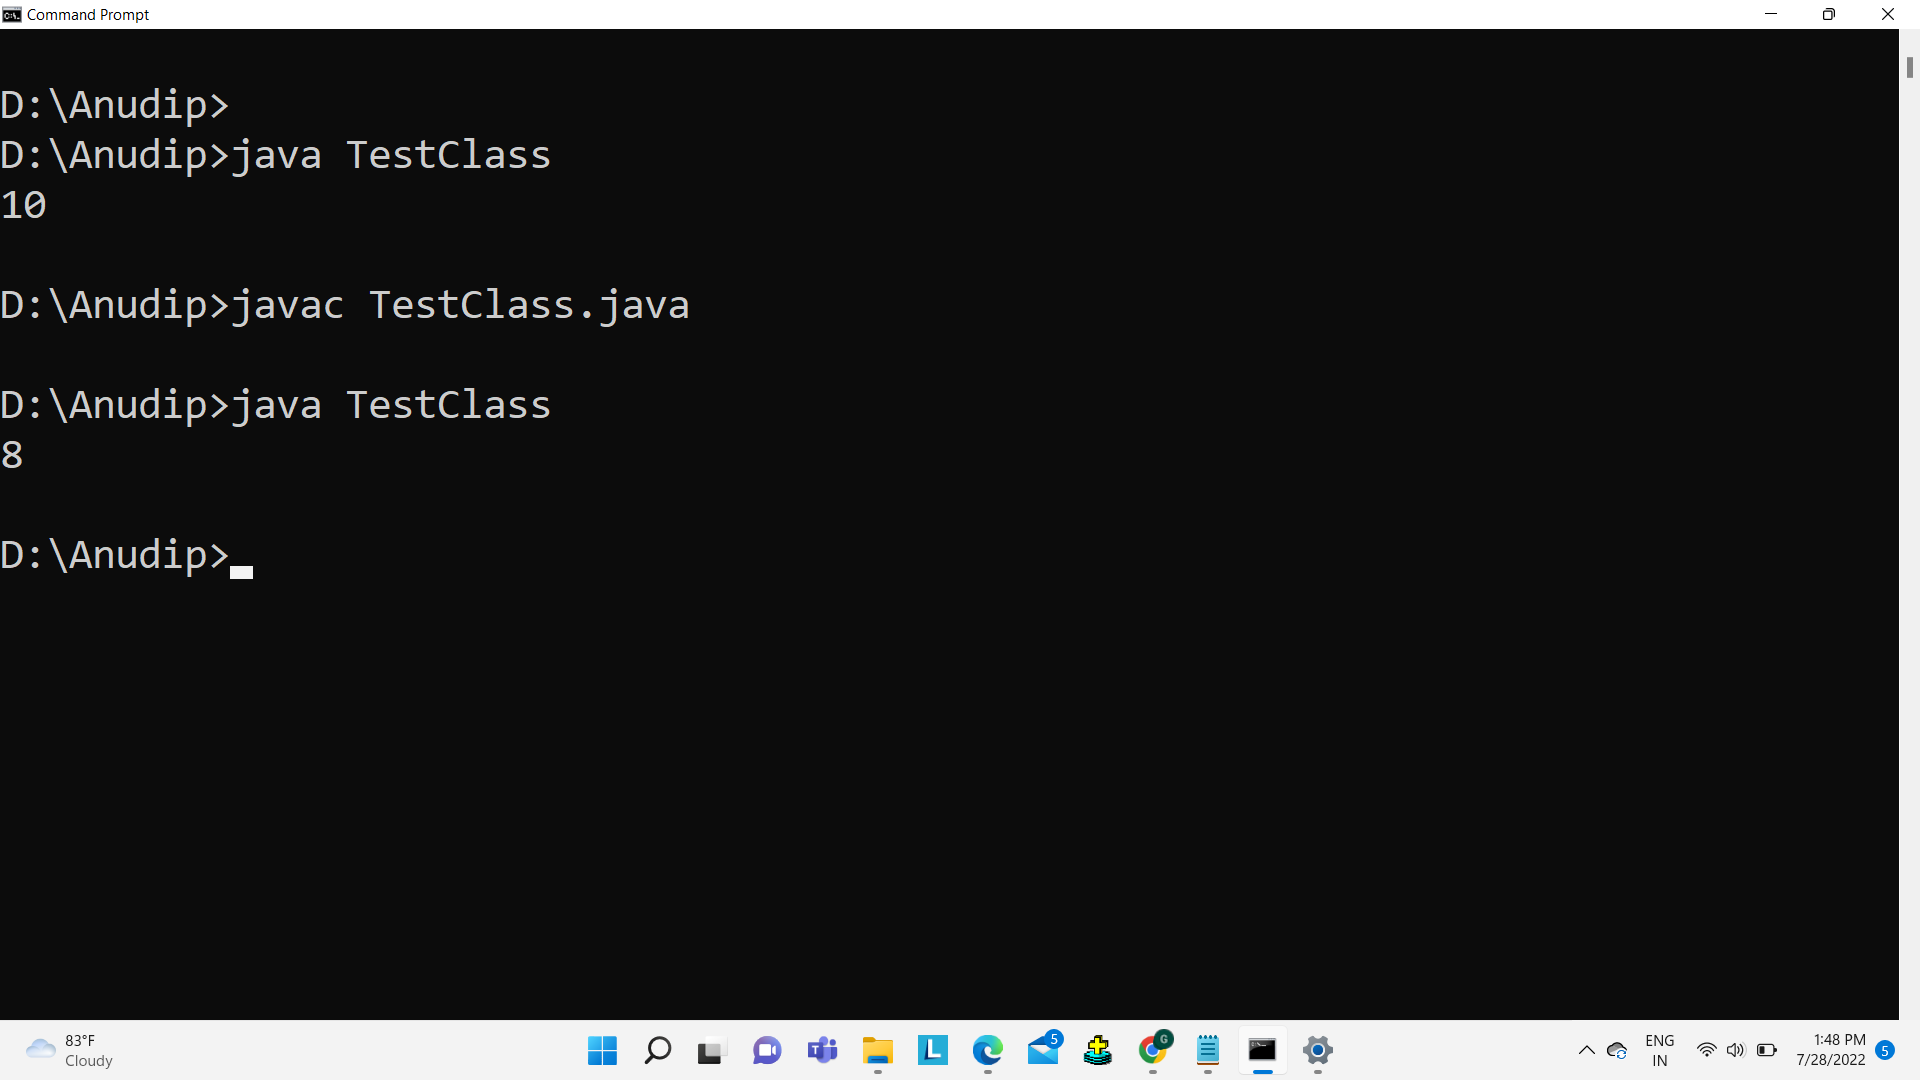 Command Prompt
D:\Anudip>
D:\Anudip>java TestClass
10
D:\Anudip>javac TestClass.java
D:\Anudip>java TestClass
8
D:\Anudip>
83°F
Cloudy
L
5
G
ENG
IN
1:48 PM
7/28/2022
5